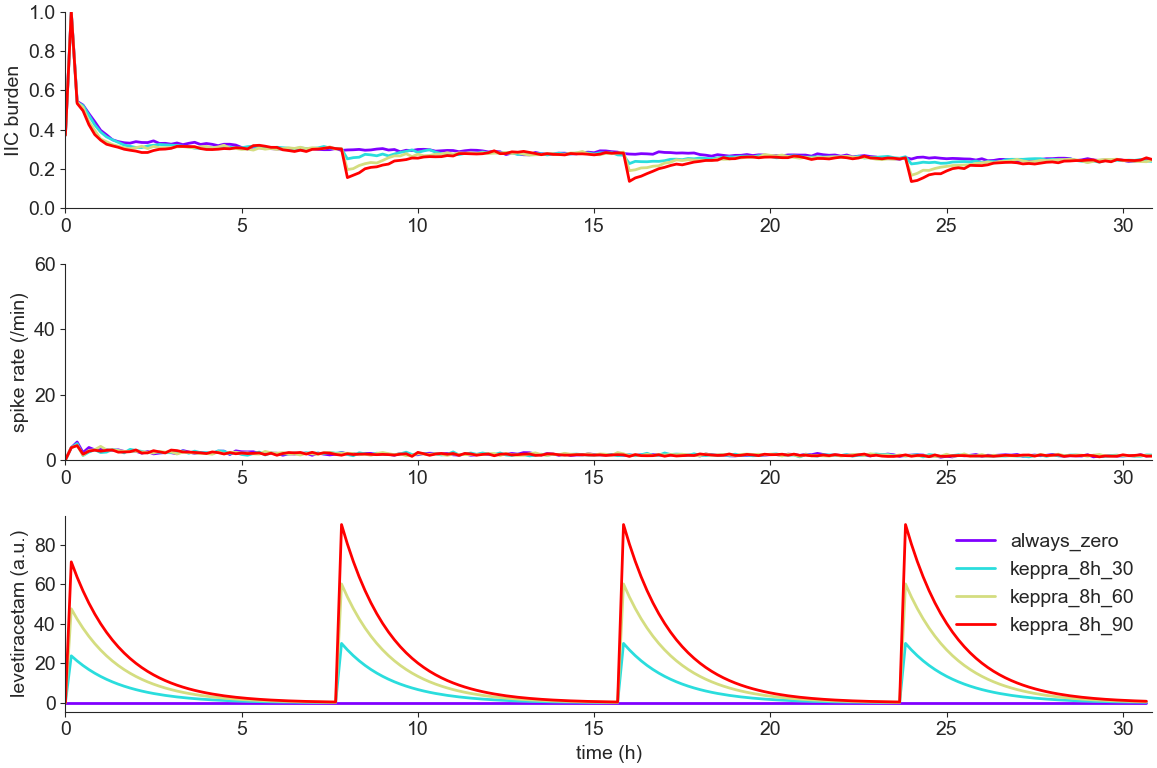 1.0
0.8
0.6
0.4
0.2
0.0
IIC burden
0 5 10 15 20 25 30
60
40
20
0
spike rate (/min)
0 5 10 15 20 25 30
80
60
40
20
0
levetiracetam (a.u.)
always_zero
keppra_8h_30
keppra_8h_60
keppra_8h_90
0 5 10 15 20 25 30
time (h)